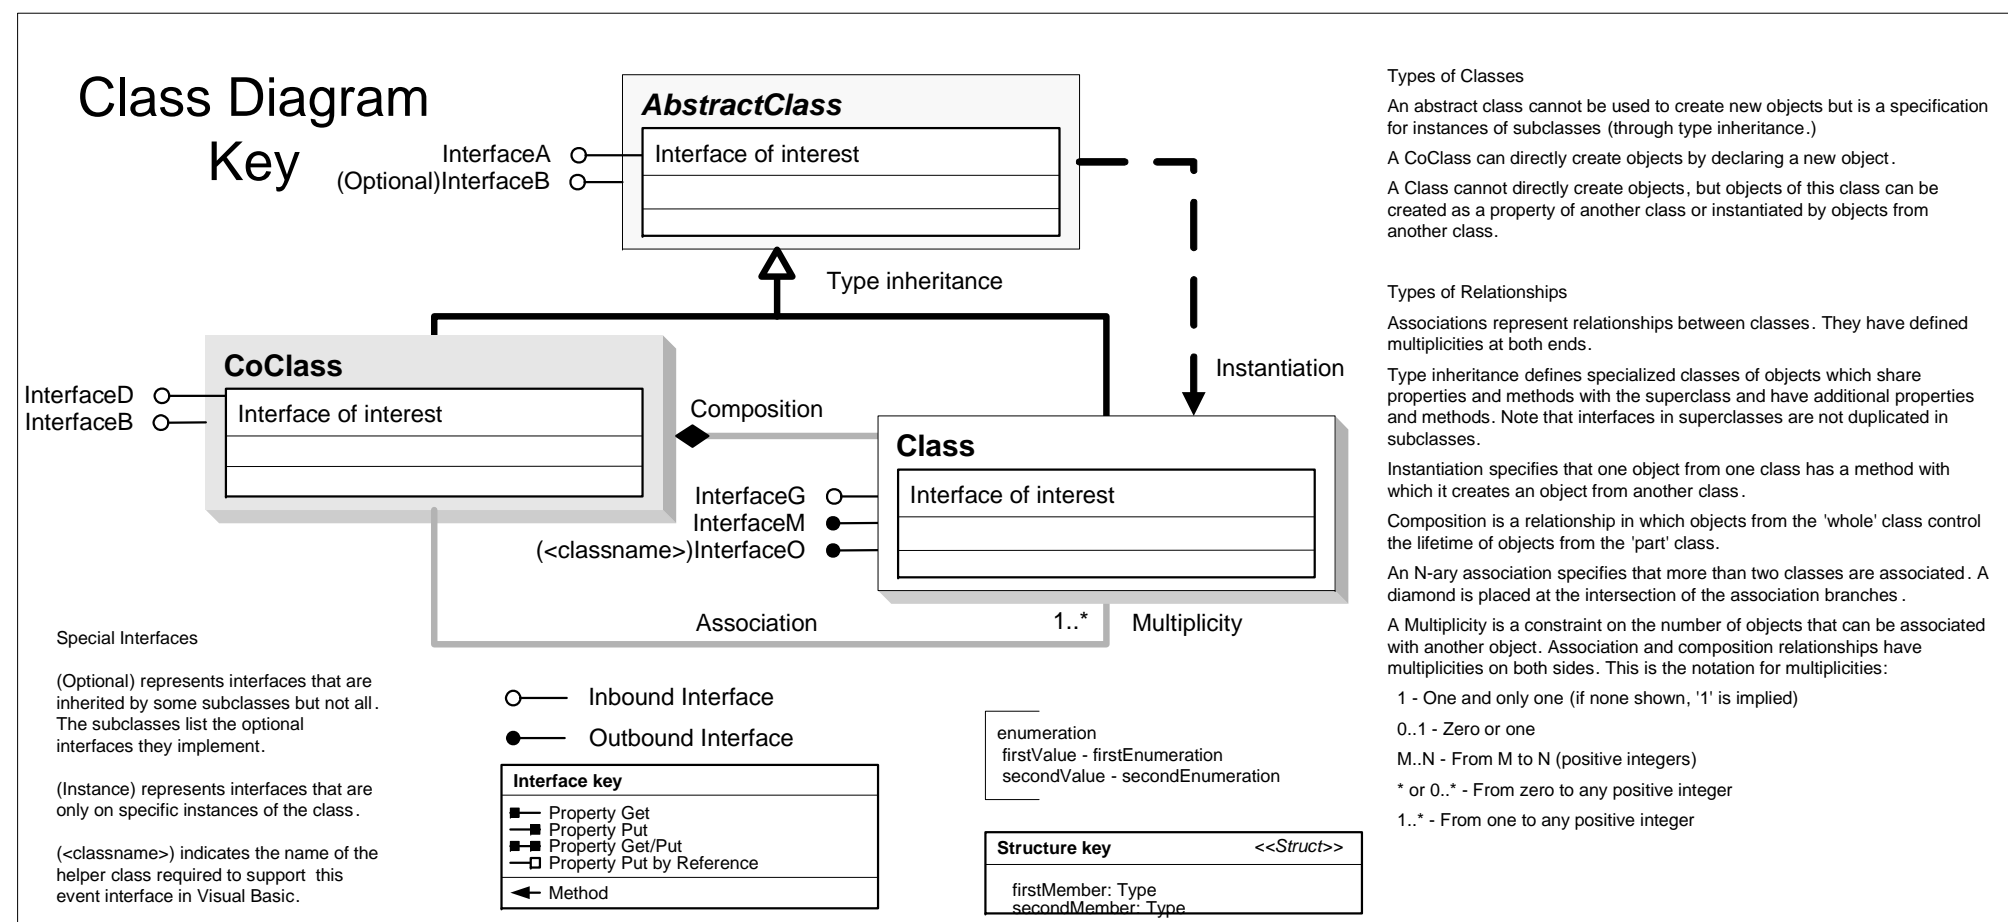 Class Diagram
Key
AbstractClass
Interface of interest
InterfaceA
(Optional)InterfaceB
Type inheritance
CoClass
Interface of interest
InterfaceD
InterfaceB
Composition
Instantiation
Class
Interface of interest
InterfaceG
InterfaceM
(<classname>)InterfaceO
Association
1..*
Multiplicity
Special Interfaces
(Optional) represents interfaces that are
inherited by some subclasses but not all.
The subclasses list the optional
interfaces they implement.
(Instance) represents interfaces that are
only on specific instances of the class.
(<classname>) indicates the name of the
helper class required to support this
event interface in Visual Basic.
Inbound Interface
Outbound Interface
Interface key
Property Get
Property Put
Property Get/Put
Property Put by Reference
Method
enumeration
firstValue - firstEnumeration
secondValue - secondEnumeration
Structure key <<Struct>>
firstMember: Type
secondMember: Type
Types of Classes
An abstract class cannot be used to create new objects but is a specification
for instances of subclasses (through type inheritance.)
A CoClass can directly create objects by declaring a new object.
A Class cannot directly create objects, but objects of this class can be
created as a property of another class or instantiated by objects from
another class.
Types of Relationships
Associations represent relationships between classes. They have defined
multiplicities at both ends.
Type inheritance defines specialized classes of objects which share
properties and methods with the superclass and have additional properties
and methods. Note that interfaces in superclasses are not duplicated in
subclasses.
Instantiation specifies that one object from one class has a method with
which it creates an object from another class.
Composition is a relationship in which objects from the 'whole' class control
the lifetime of objects from the 'part' class.
An N-ary association specifies that more than two classes are associated. A
diamond is placed at the intersection of the association branches.
A Multiplicity is a constraint on the number of objects that can be associated
with another object. Association and composition relationships have
multiplicities on both sides. This is the notation for multiplicities:
1 - One and only one (if none shown, '1' is implied)
0..1 - Zero or one
M..N - From M to N (positive integers)
* or 0..* - From zero to any positive integer
1..* - From one to any positive integer